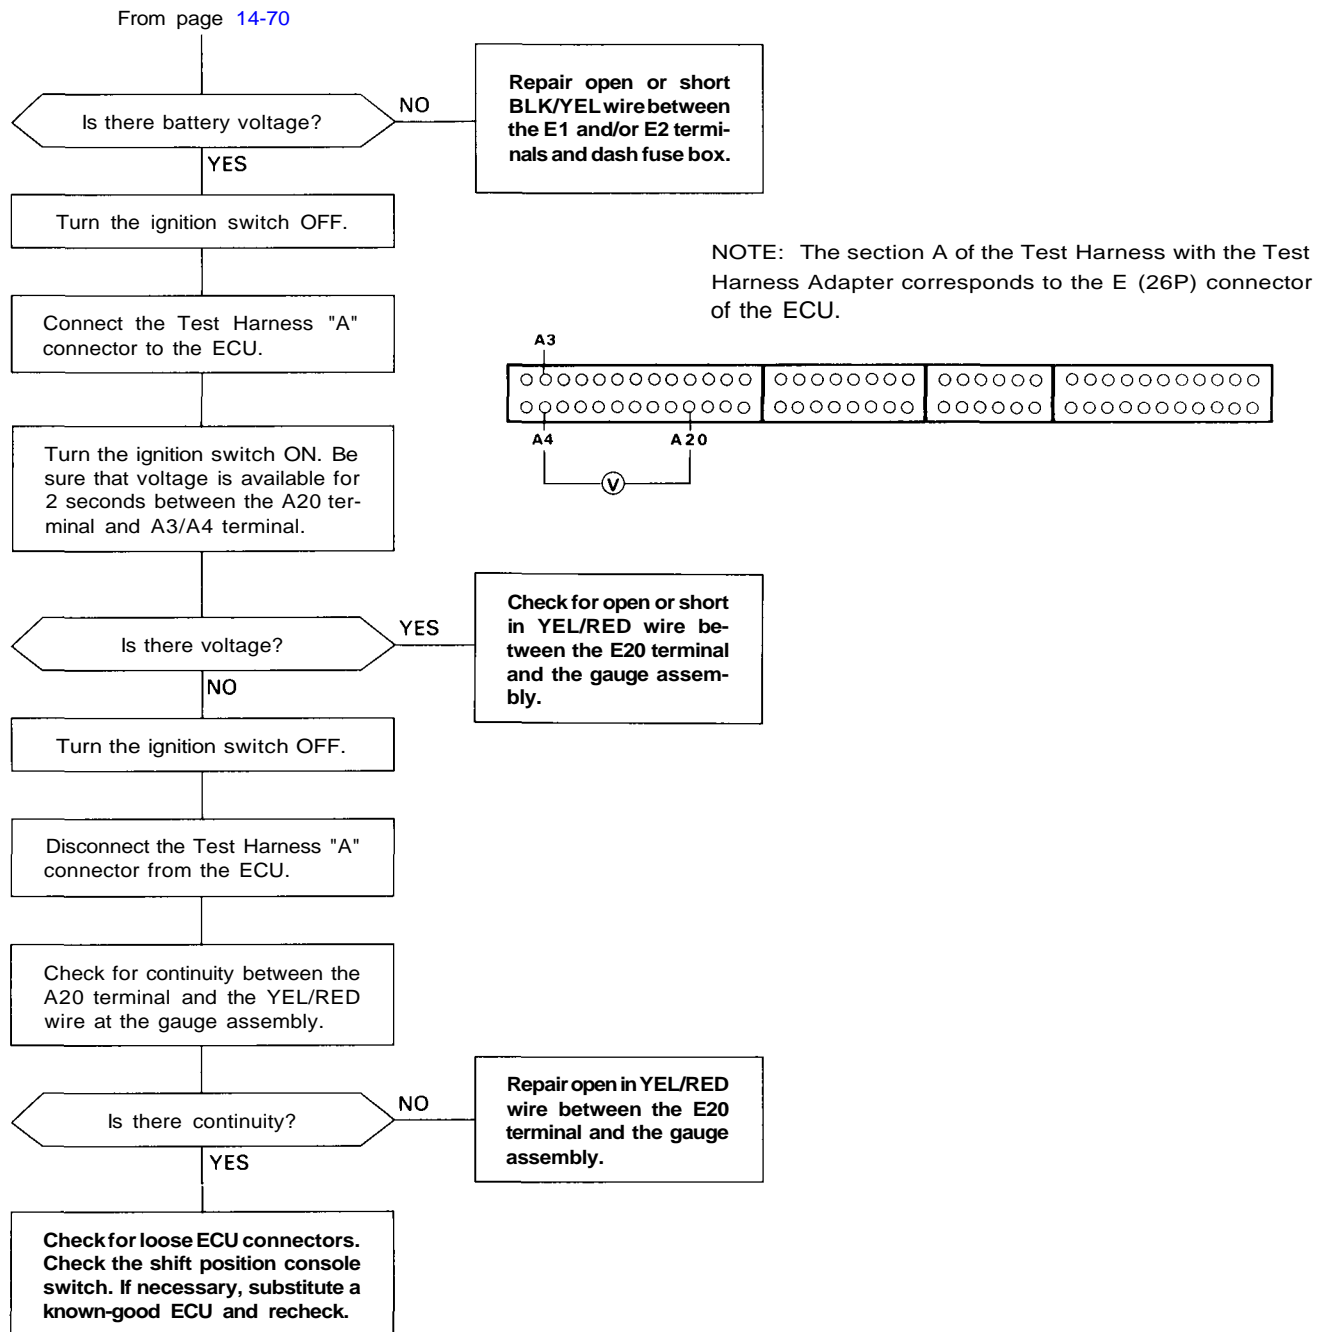 From page 14-70
Is there battery voltage?
NO
Repair open or short
BLK/YEL wire between
the E1 and/or E2 termi-
nals and dash fuse box.
YES
Turn the ignition switch OFF.
NOTE: The section A of the Test Harness with the Test
Harness Adapter corresponds to the E (26P) connector
of the ECU.
Connect the Test Harness "A"
connector to the ECU.
A3
A4
A20
V
Turn the ignition switch ON. Be
sure that voltage is available for
2 seconds between the A20 ter-
minal and A3/A4 terminal.
Is there voltage?
YES
Check for open or short
in YEL/RED wire be-
tween the E20 terminal
and the gauge assem-
bly.
NO
Turn the ignition switch OFF.
Disconnect the Test Harness "A"
connector from the ECU.
Check for continuity between the
A20 terminal and the YEL/RED
wire at the gauge assembly.
Is there continuity?
NO
Repair open in YEL/RED
wire between the E20
terminal and the gauge
assembly.
YES
Check for loose ECU connectors.
Check the shift position console
switch. If necessary, substitute a
known-good ECU and recheck.